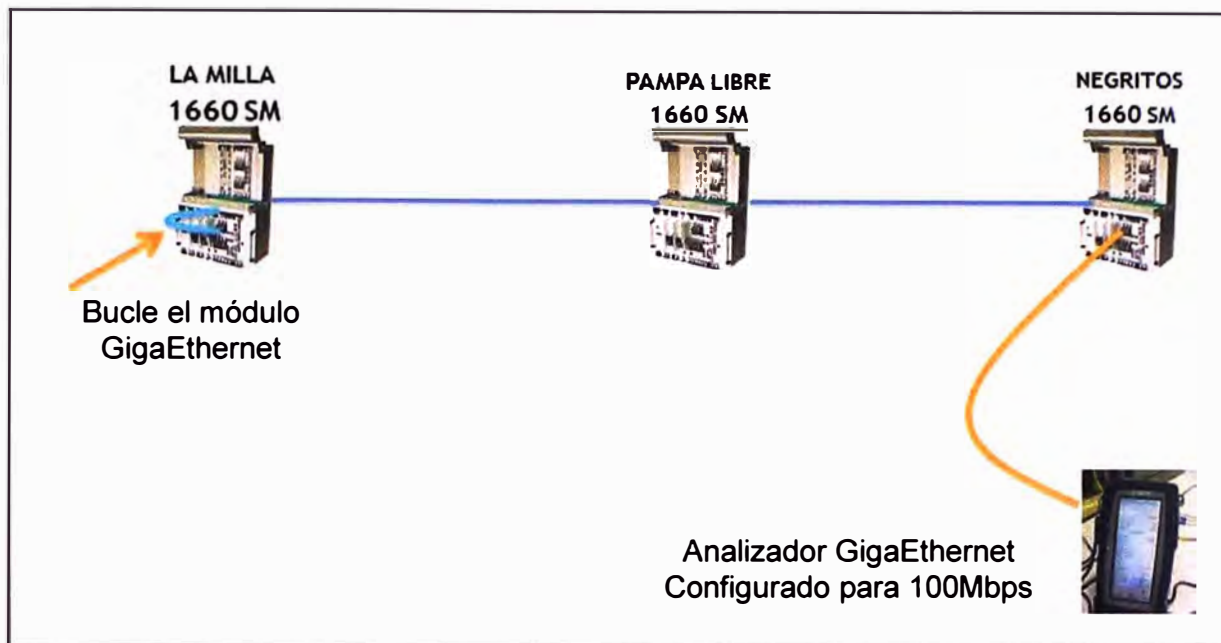 LA MILLA
1660 SM
PAMPA LIBRE
1660 SM
NEGRITOS
1660 SM
Bucle el módulo
GigaEthernet
Analizador GigaEthernet
Configurado para 100Mbps